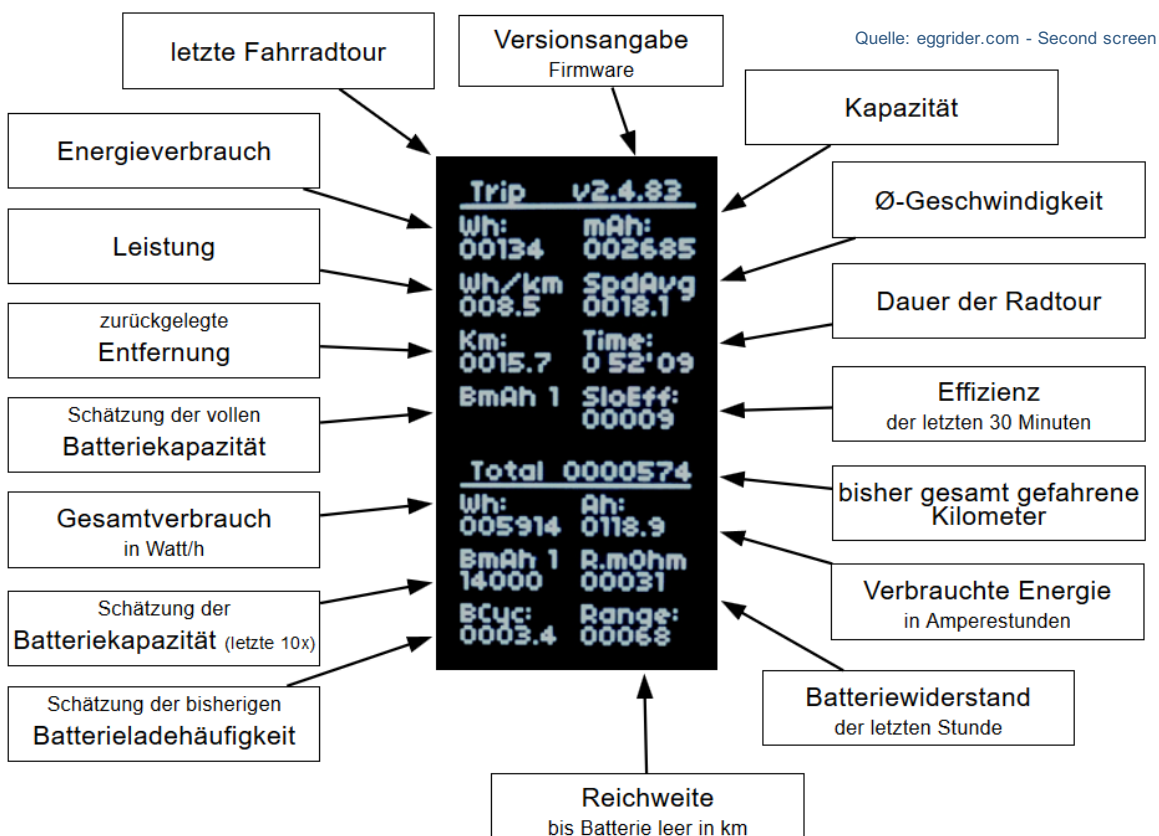 letzte Fahrradtour
Versionsangabe
Firmware
Quelle: eggrider.com - Second screen
Kapazität
Energieverbrauch
Ø-Geschwindigkeit
Leistung
Dauer der Radtour
zurückgelegte
Entfernung
Effizienz
der letzten 30 Minuten
Schätzung der vollen
Batteriekapazität
bisher gesamt gefahrene
Kilometer
Gesamtverbrauch
in Watt/h
Verbrauchte Energie
in Amperestunden
Schätzung der
Batteriekapazität (letzte 10x)
Batteriewiderstand
der letzten Stunde
Schätzung der bisherigen
Batterieladehäufigkeit
Reichweite
bis Batterie leer in km
Trip v2.4.83
Wh: mAh:
00134 002685
Wh/km SpdAvg
008.5 0018.1
Km: Time:
0015.7 0 52'09
BmAh 1 SloEff:
00009
Total 0000574
Wh: Ah:
005914 0118.9
BmAh 1 R.mOhm
14000 00031
BCyc: Range:
0003.4 00068